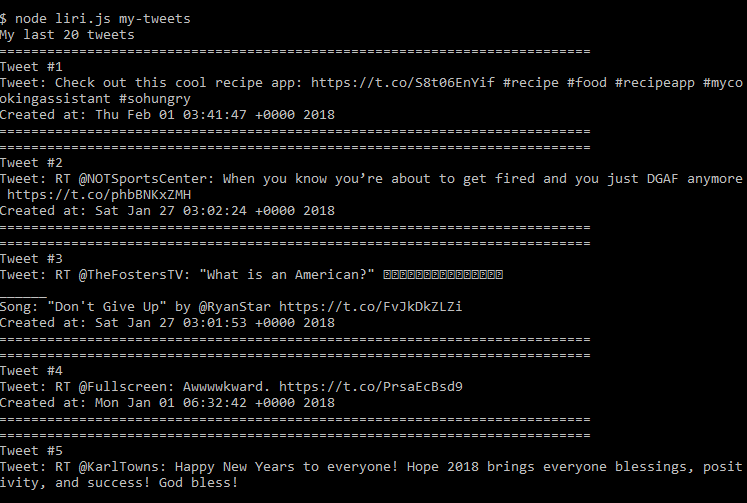 $ node liri.js my-tweets
My last 20 tweets
===========================================================================
Tweet #1
Tweet: Check out this cool recipe app: https://t.co/S8t06EnYif #recipe #food #recipeapp #myco
okingassistant #sohungry
Created at: Thu Feb 01 03:41:47 +0000 2018
===========================================================================
===========================================================================
Tweet #2
Tweet: RT @NOTSportsCenter: When you know you’re about to get fired and you just DGAF anymore
 https://t.co/phbBNKxZMH
Created at: Sat Jan 27 03:02:24 +0000 2018
===========================================================================
===========================================================================
Tweet #3
Tweet: RT @TheFostersTV: "What is an American?"
______
Song: "Don't Give Up" by @RyanStar https://t.co/FvJkDkZLZi
Created at: Sat Jan 27 03:01:53 +0000 2018
===========================================================================
===========================================================================
Tweet #4
Tweet: RT @Fullscreen: Awwwwkward. https://t.co/PrsaEcBsd9
Created at: Mon Jan 01 06:32:42 +0000 2018
===========================================================================
===========================================================================
Tweet #5
Tweet: RT @KarlTowns: Happy New Years to everyone! Hope 2018 brings everyone blessings, posit
ivity, and success! God bless!